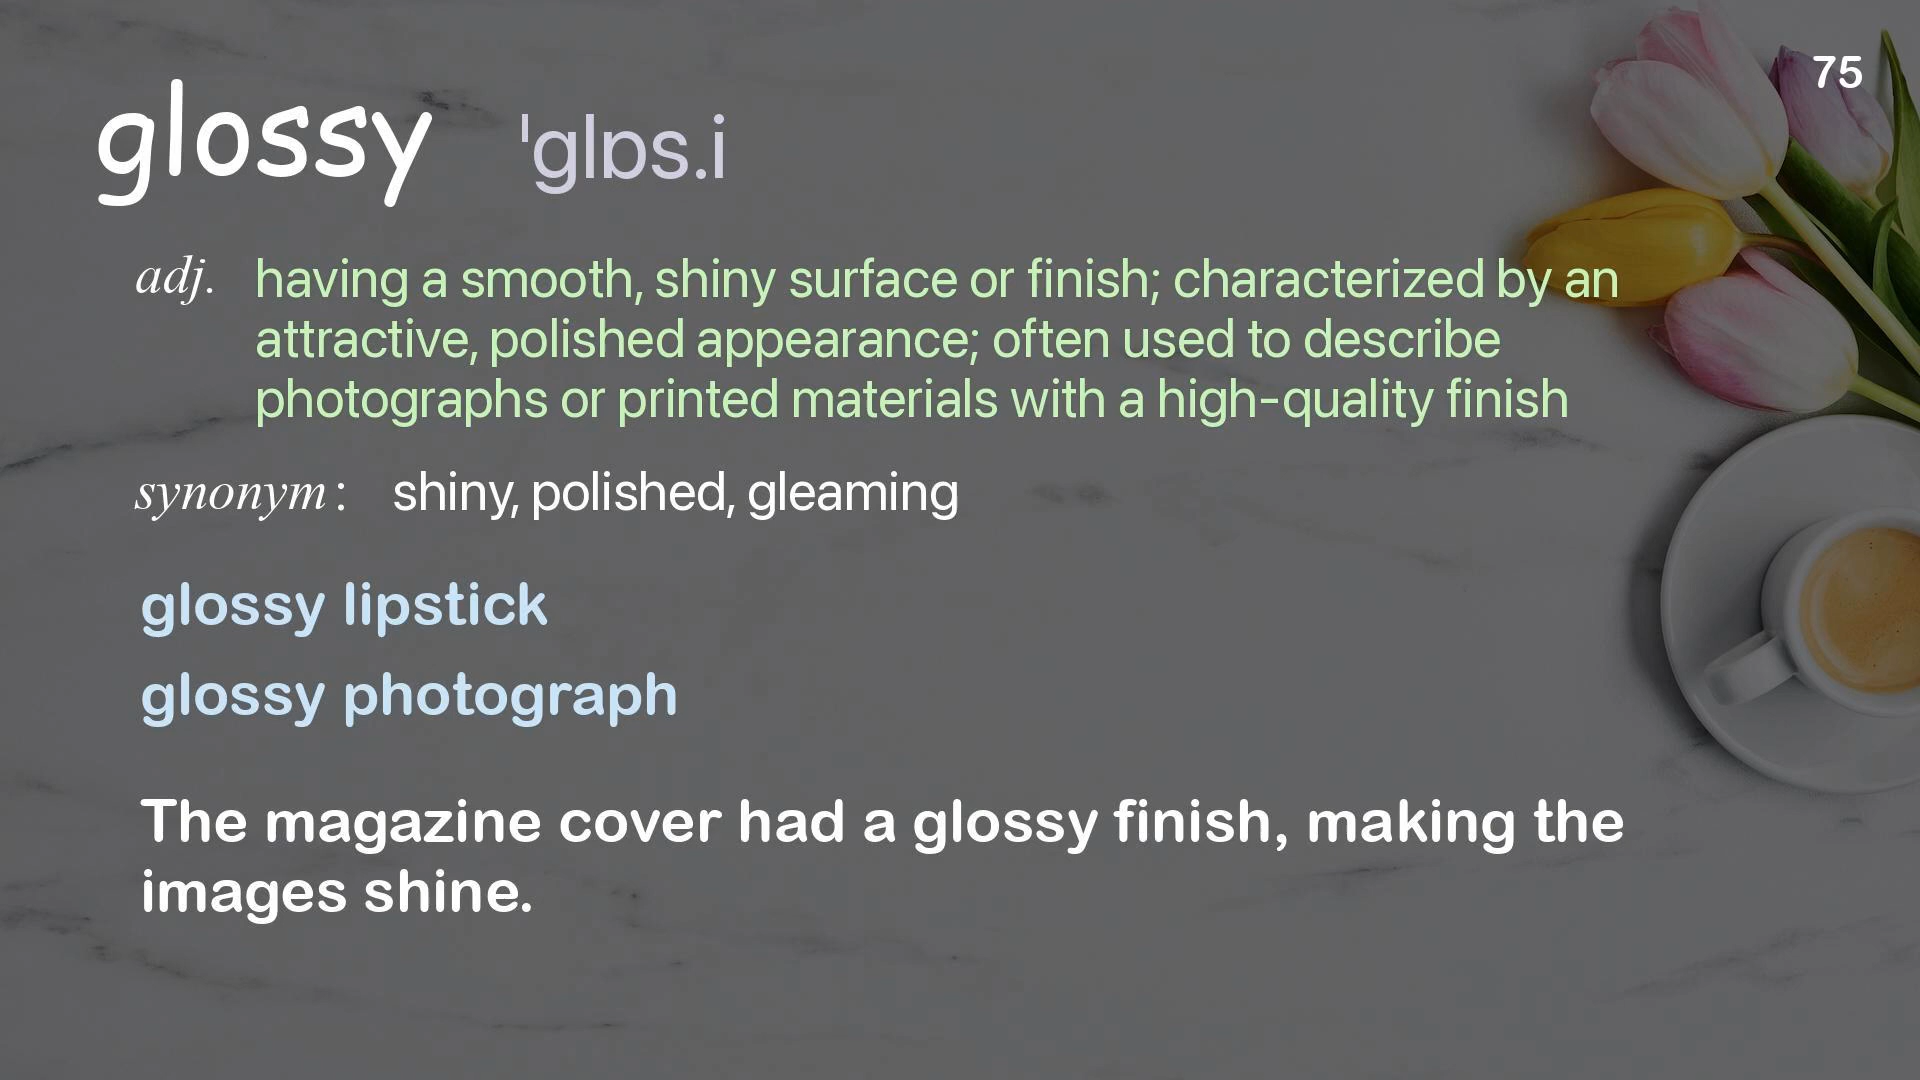 75
glossy ˈglɒs.i
adj. having a smooth, shiny surface or finish; characterized by an
attractive, polished appearance; often used to describe
photographs or printed materials with a high-quality finish
synonym: shiny, polished, gleaming
glossy lipstick
glossy photograph
The magazine cover had a glossy finish, making the
images shine.